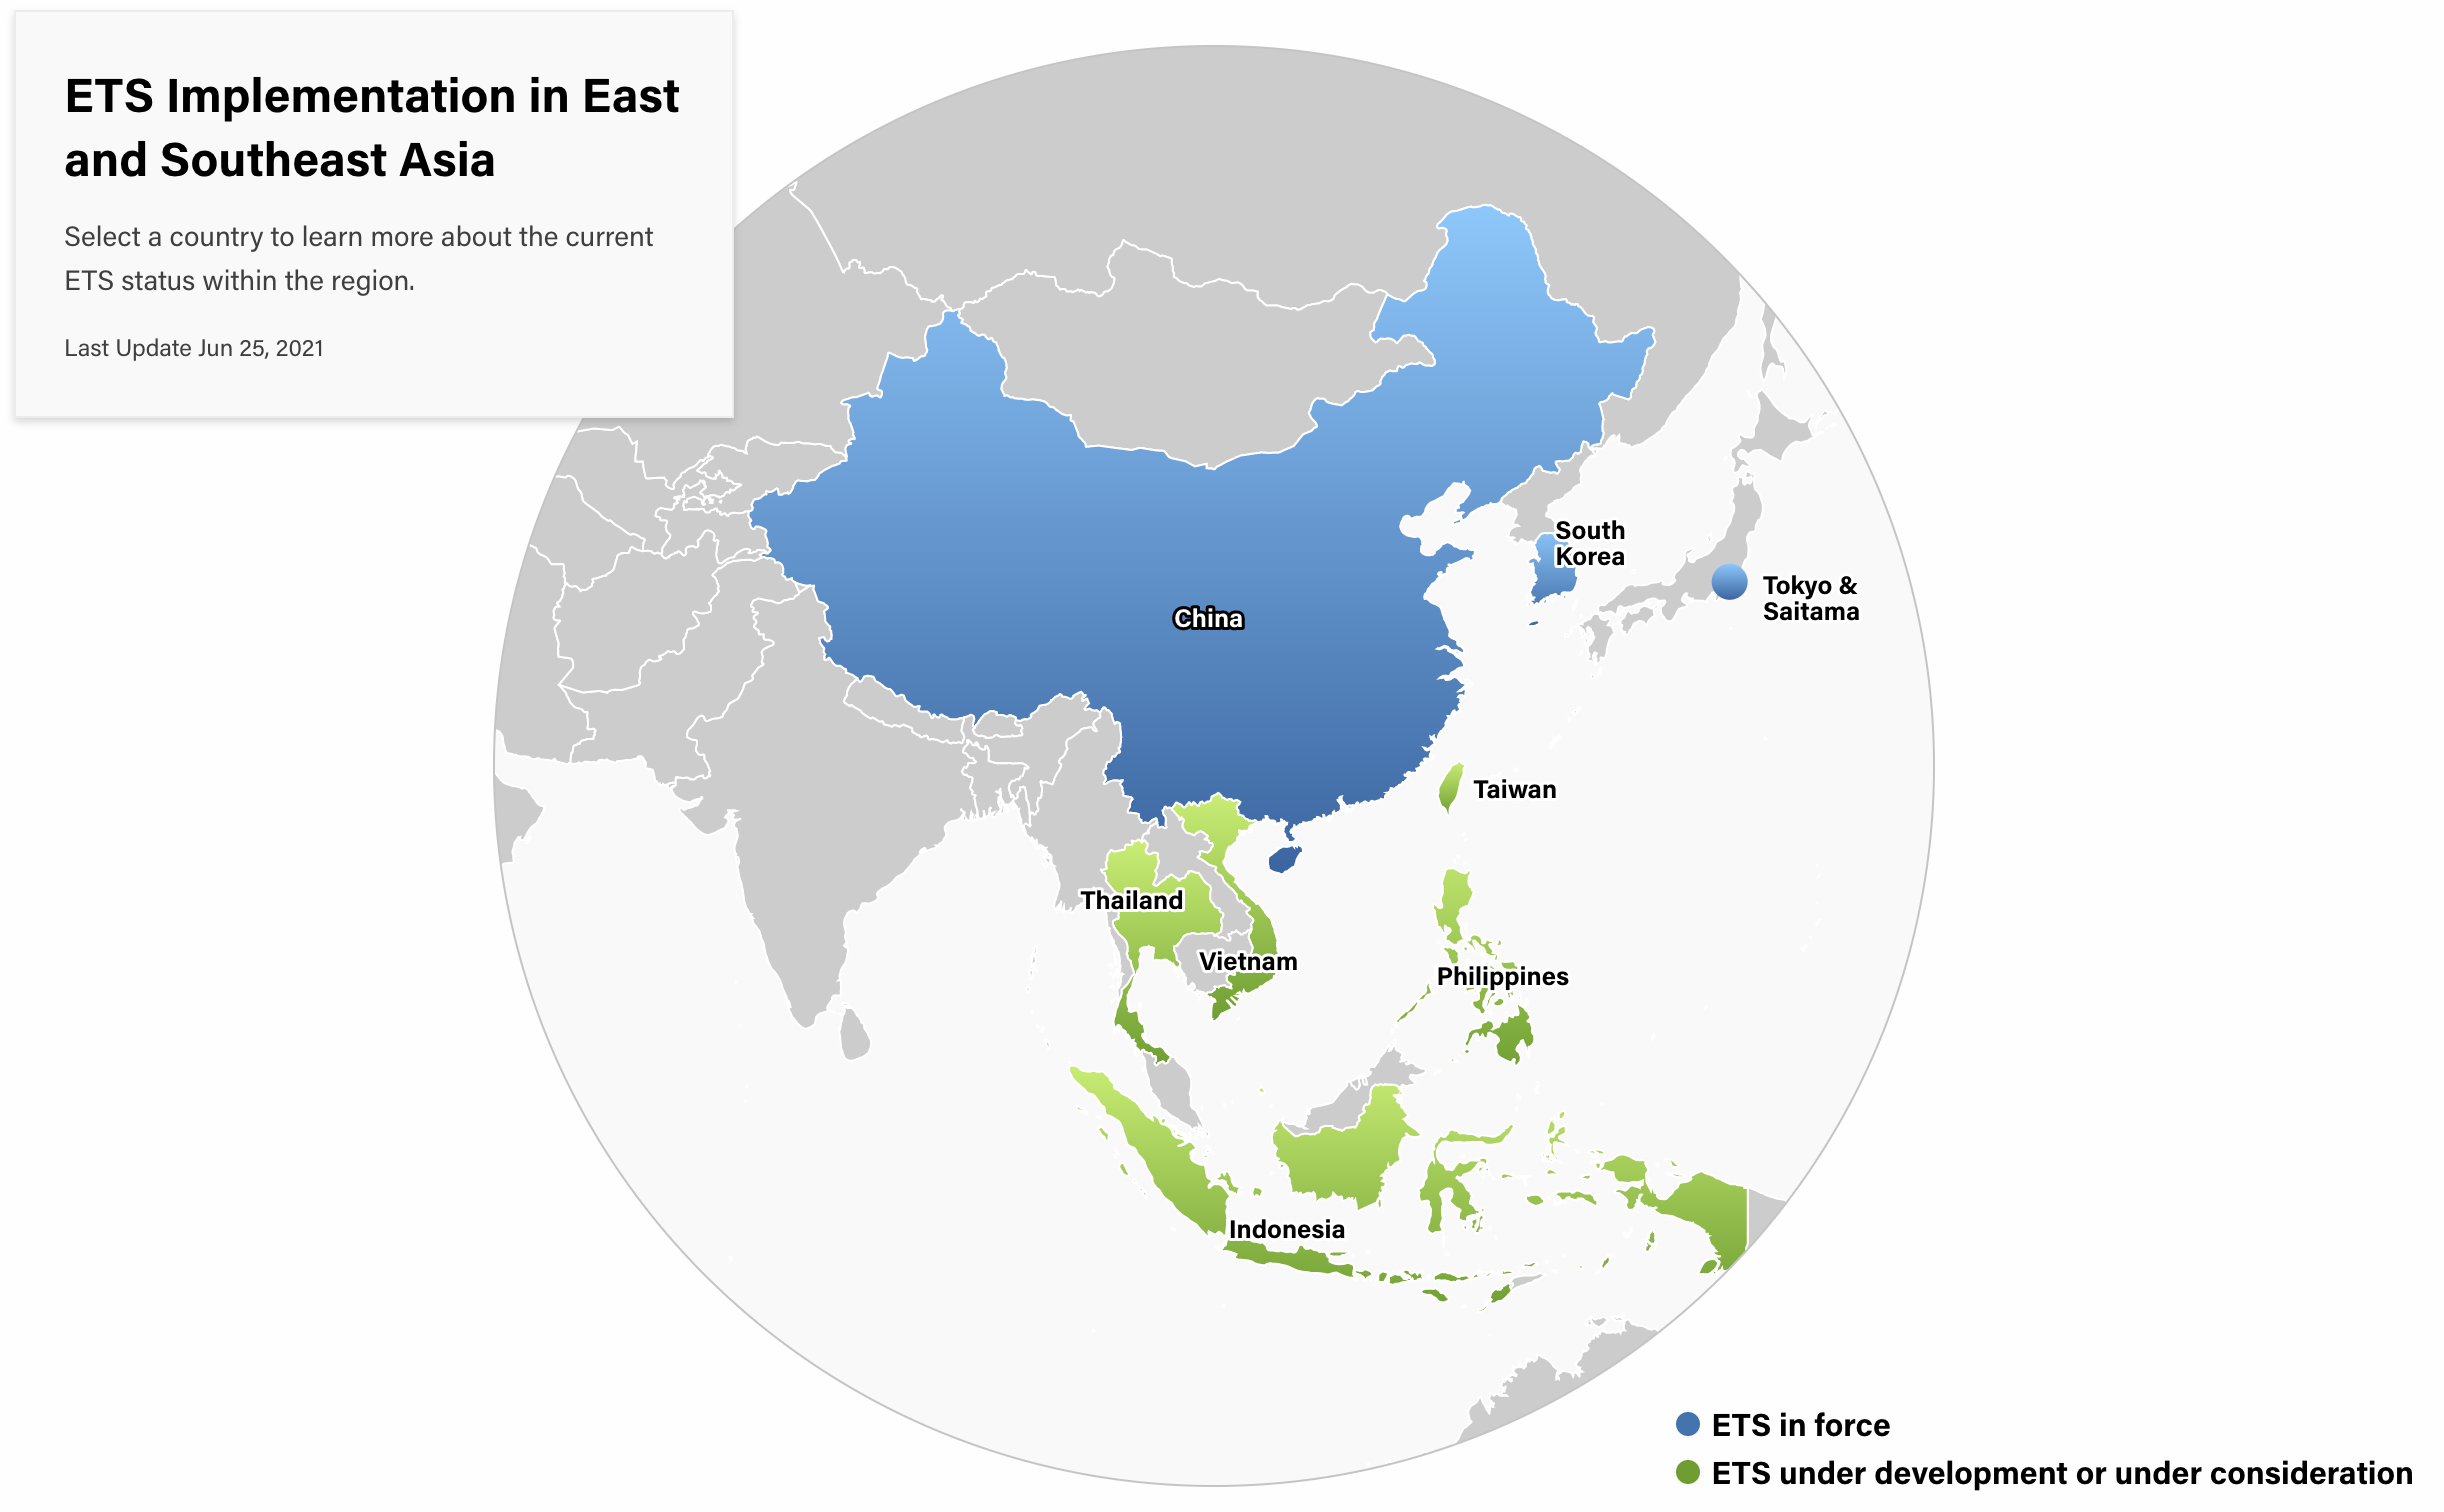 ETS Implementation in East
and Southeast Asia
Select a country to learn more about the current
ETS status within the region.
Last Update Jun 25, 2021
South
Korea
Tokyo &
Saitama
China
Taiwan
Thailand
Vietnam
Philippines
Indonesia
ETS in force
ETS under development or under consideration